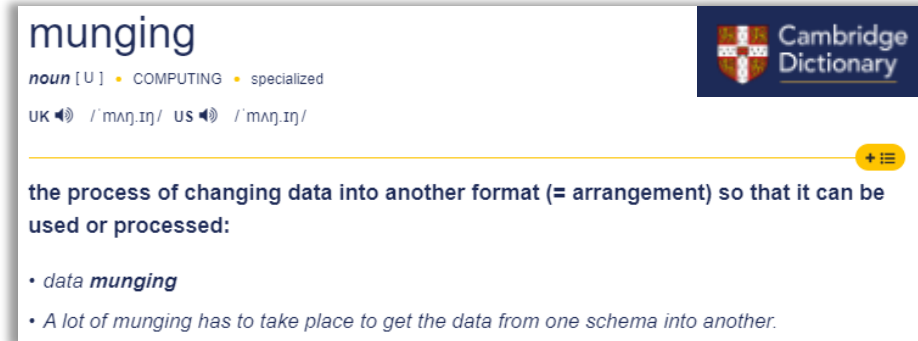 munging
Cambridge
Dictionary
noun [ U ] • COMPUTING • specialized
UK /ˈmʌŋ.ɪŋ/ US /ˈmʌŋ.ɪŋ/
the process of changing data into another format (= arrangement) so that it can be
used or processed:
• data munging
• A lot of munging has to take place to get the data from one schema into another.